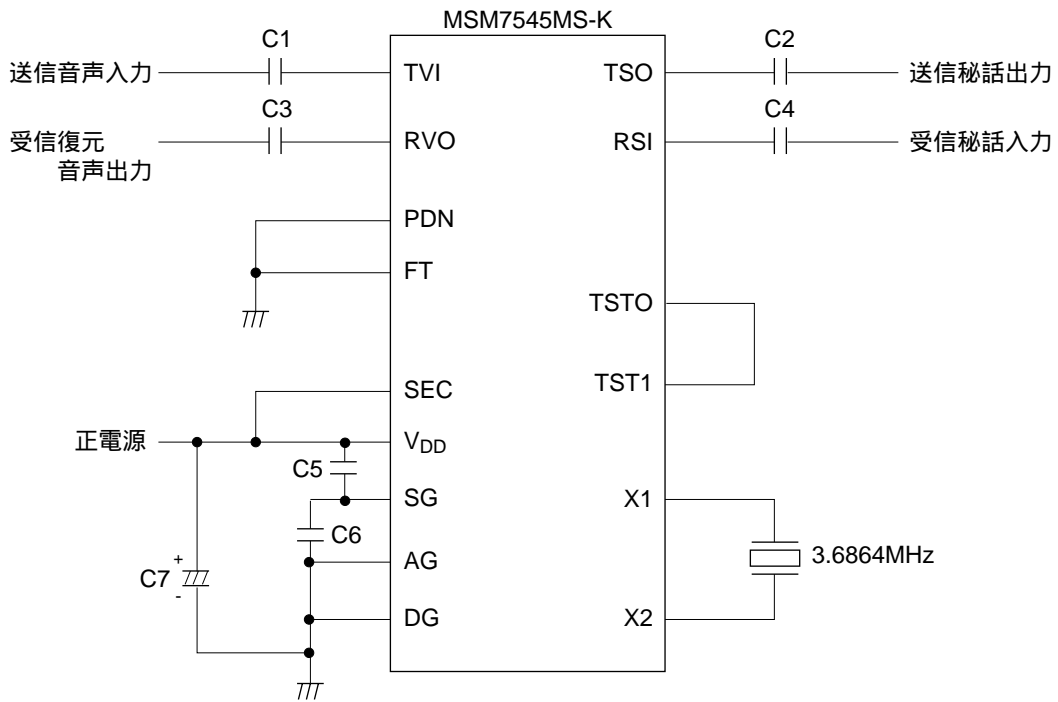 MSM7545MS-K
C1
C2
送信音声入力
TVI
TSO
送信秘話出力
C3
C4
受信復元
音声出力
RVO
RSI
受信秘話入力
PDN
FT
TSTO
TST1
SEC
正電源
VDD
C5
SG
X1
C6
3.6864MHz
AG
C7
+
-
DG
X2